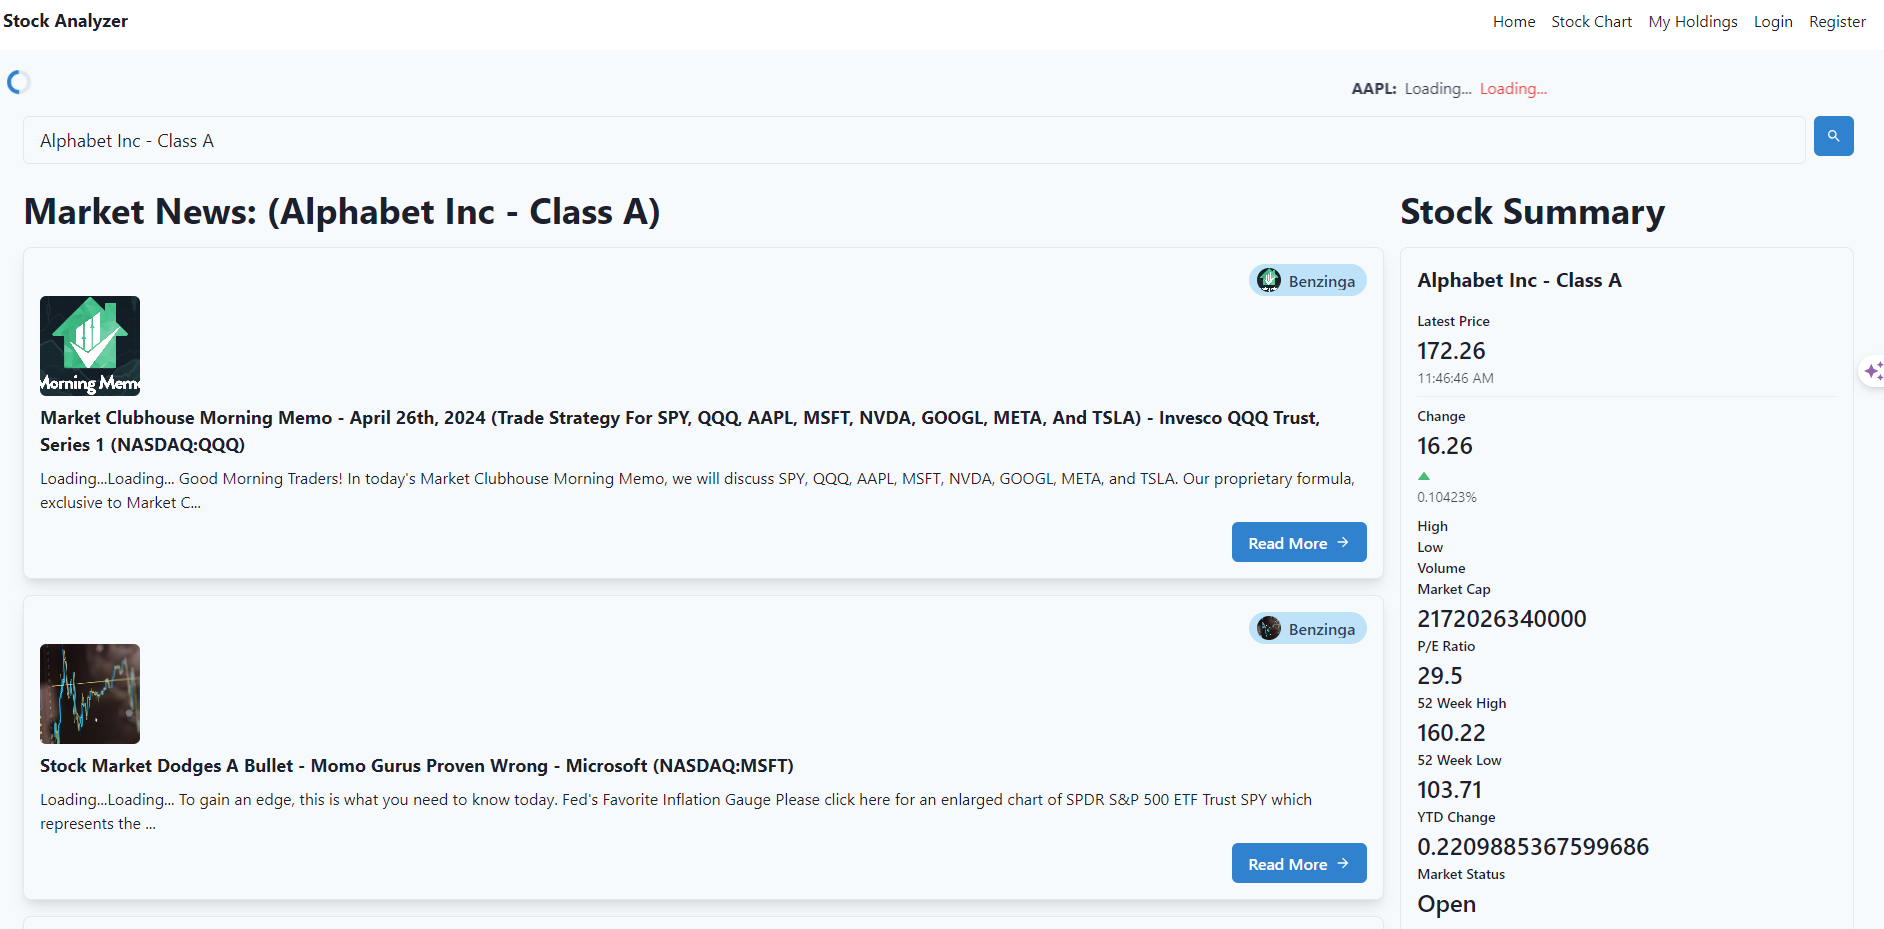 Stock Analyzer
Home Stock Chart My Holdings Login Register
AAPL: Loading... Loading...
Alphabet Inc - Class A
Market News: (Alphabet Inc - Class A)
Benzinga
Morning Mem
Market Clubhouse Morning Memo - April 26th, 2024 (Trade Strategy For SPY, QQQ, AAPL, MSFT, NVDA, GOOGL, META, And TSLA) - Invesco QQQ Trust,
Series 1 (NASDAQ:QQQ)
Loading...Loading... Good Morning Traders! In today's Market Clubhouse Morning Memo, we will discuss SPY, QQQ, AAPL, MSFT, NVDA, GOOGL, META, and TSLA. Our proprietary formula,
exclusive to Market C...
Read More
Benzinga
Stock Market Dodges A Bullet - Momo Gurus Proven Wrong - Microsoft (NASDAQ:MSFT)
Loading...Loading... To gain an edge, this is what you need to know today. Fed's Favorite Inflation Gauge Please click here for an enlarged chart of SPDR S&P 500 ETF Trust SPY which
represents the ...
Read More
Stock Summary
Alphabet Inc - Class A
Latest Price
172.26
11:46:46 AM
Change
16.26
0.10423%
High
Low
Volume
Market Cap
2172026340000
P/E Ratio
29.5
52 Week High
160.22
52 Week Low
103.71
YTD Change
0.2209885367599686
Market Status
Open